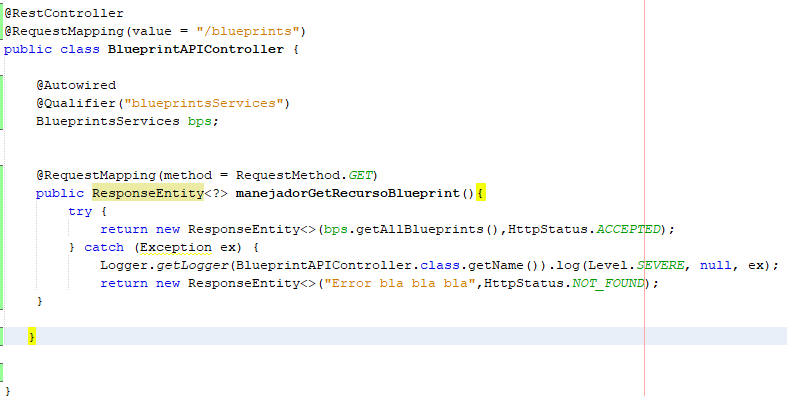 @RestController
@RequestMapping(value = "/blueprints")
public class BlueprintAPIController {
@Autowired
@Qualifier("blueprintsServices")
BlueprintsServices bps;
@RequestMapping(method = RequestMethod.GET)
public ResponseEntity<?> manejadorGetRecursoBlueprint(){
try {
return new ResponseEntity<>(bps.getAllBlueprints(),HttpStatus.ACCEPTED);
} catch (Exception ex) {
Logger.getLogger(BlueprintAPIController.class.getName()).log(Level.SEVERE, null, ex);
return new ResponseEntity<>("Error bla bla bla",HttpStatus.NOT_FOUND);
}
}
}